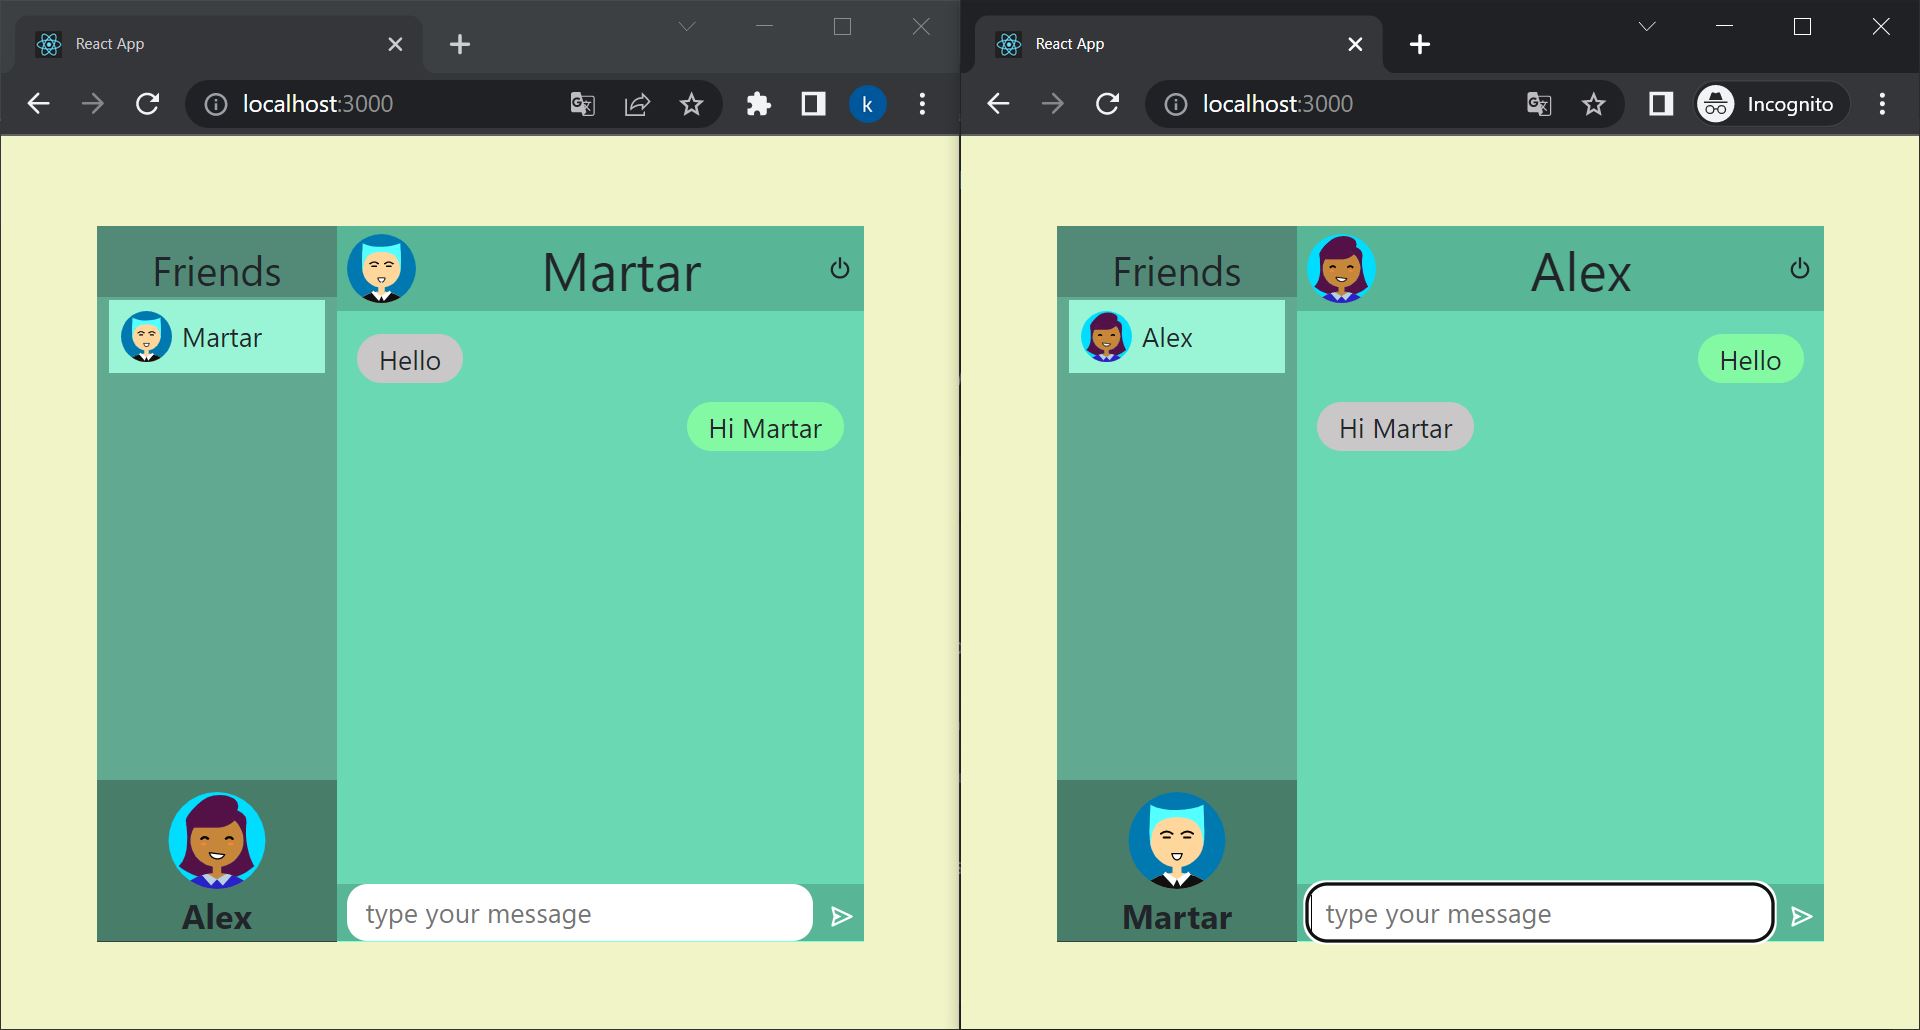 React App
localhost:3000
k
Friends
Martar
Martar
Hello
Hi Martar
Alex
type your message
React App
localhost:3000
Incognito
Friends
Alex
Alex
Hello
Hi Martar
Martar
type your message